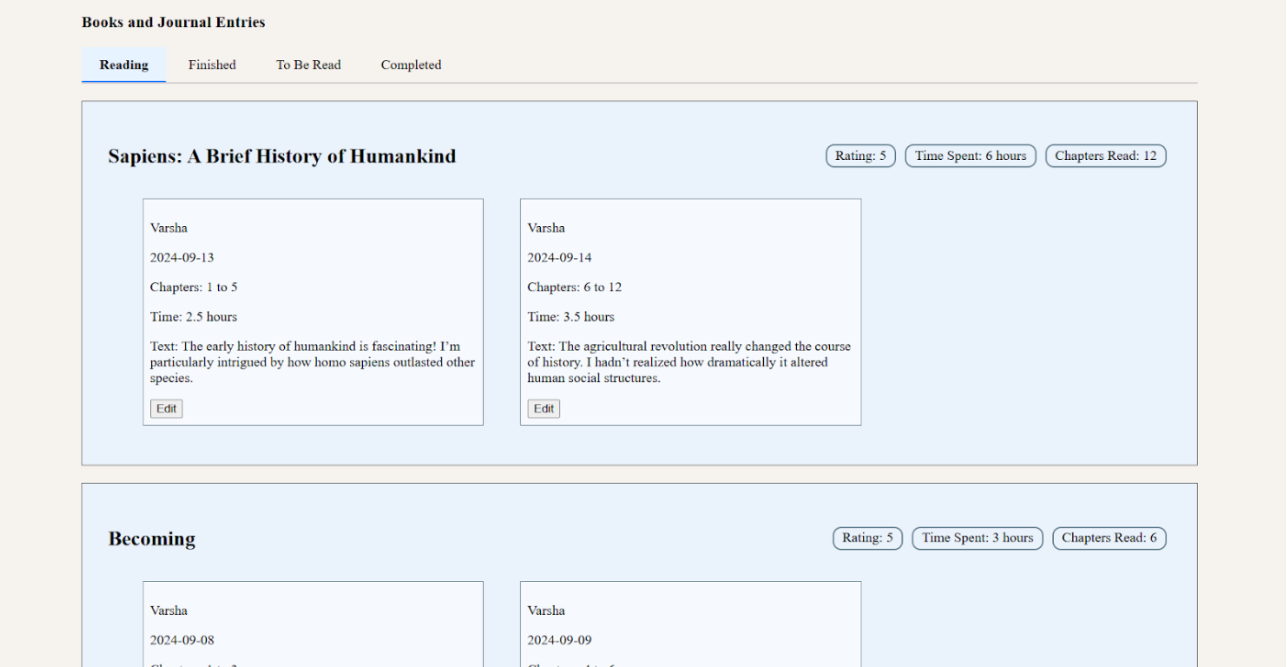 Books and Journal Entries
Reading Finished To Be Read Completed
Sapiens: A Brief History of Humankind
Rating: 5 Time Spent: 6 hours Chapters Read: 12
Varsha
2024-09-13
Chapters: 1 to 5
Time: 2.5 hours
Text: The early history of humankind is fascinating! I’m
particularly intrigued by how homo sapiens outlasted other
species.
Edit
Varsha
2024-09-14
Chapters: 6 to 12
Time: 3.5 hours
Text: The agricultural revolution really changed the course
of history. I hadn’t realized how dramatically it altered
human social structures.
Edit
Becoming
Rating: 5 Time Spent: 3 hours Chapters Read: 6
Varsha
2024-09-08
Varsha
2024-09-09